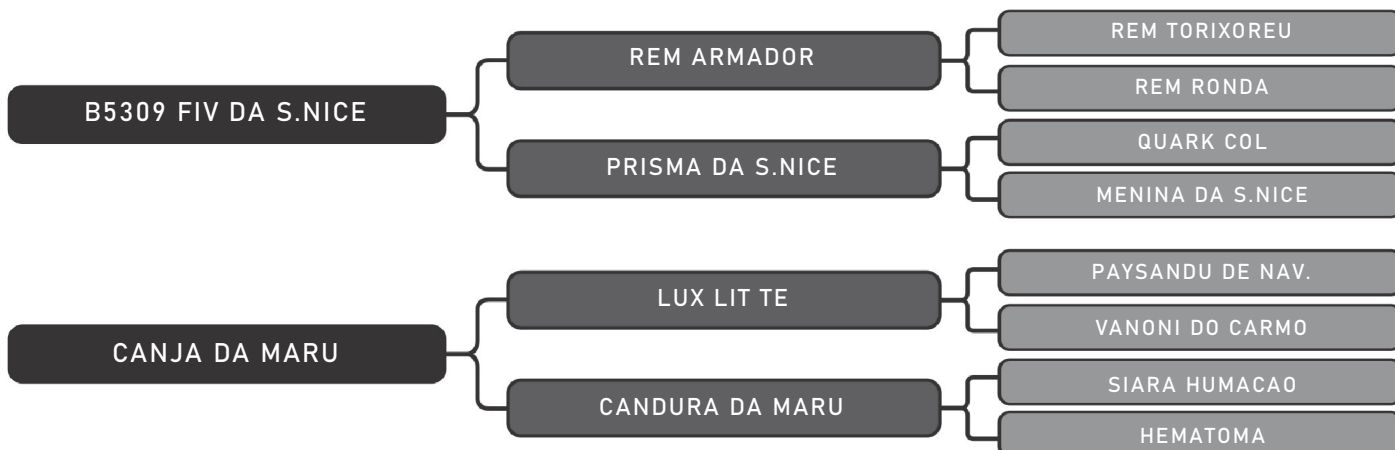 B5309 FIV DA S.NICE
REM ARMADOR
REM TORIXOREU
REM RONDA
PRISMA DA S.NICE
QUARK COL
MENINA DA S.NICE
CANJA DA MARU
LUX LIT TE
PAYSANDU DE NAV.
VANONI DO CARMO
CANDURA DA MARU
SIARA HUMACAO
HEMATOMA